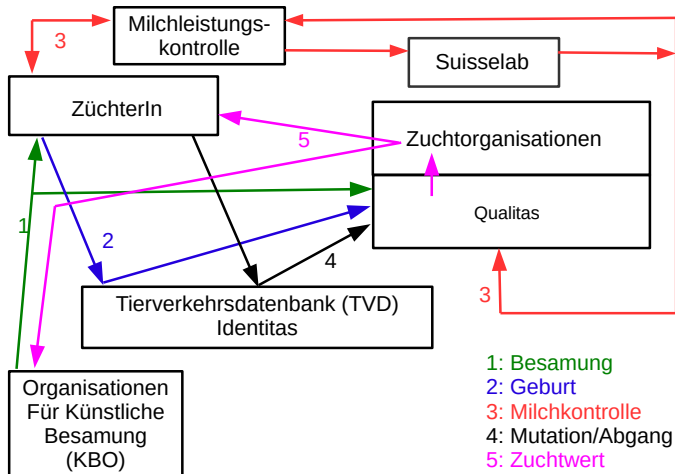 3
Milchleistungs-
kontrolle
Suisselab
ZüchterIn
5
Zuchtorganisationen
Qualitas
1
2
4
Tierverkehrsdatenbank (TVD)
Identitas
3
Organisationen
Für Künstliche
Besamung
(KBO)
1: Besamung
2: Geburt
3: Milchkontrolle
4: Mutation/Abgang
5: Zuchtwert